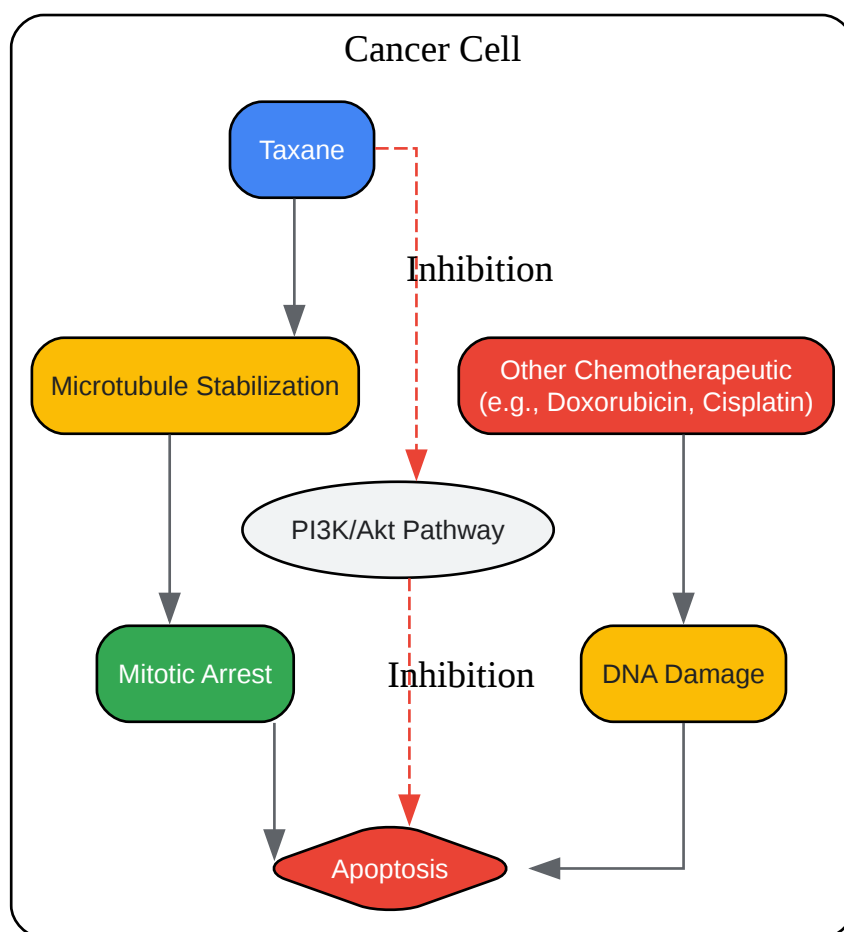 Cancer Cell
Taxane
Inhibition
Microtubule Stabilization
Other Chemotherapeutic
(e.g., Doxorubicin, Cisplatin)
PI3K/Akt Pathway
Mitotic Arrest
Inhibition
DNA Damage
Apoptosis